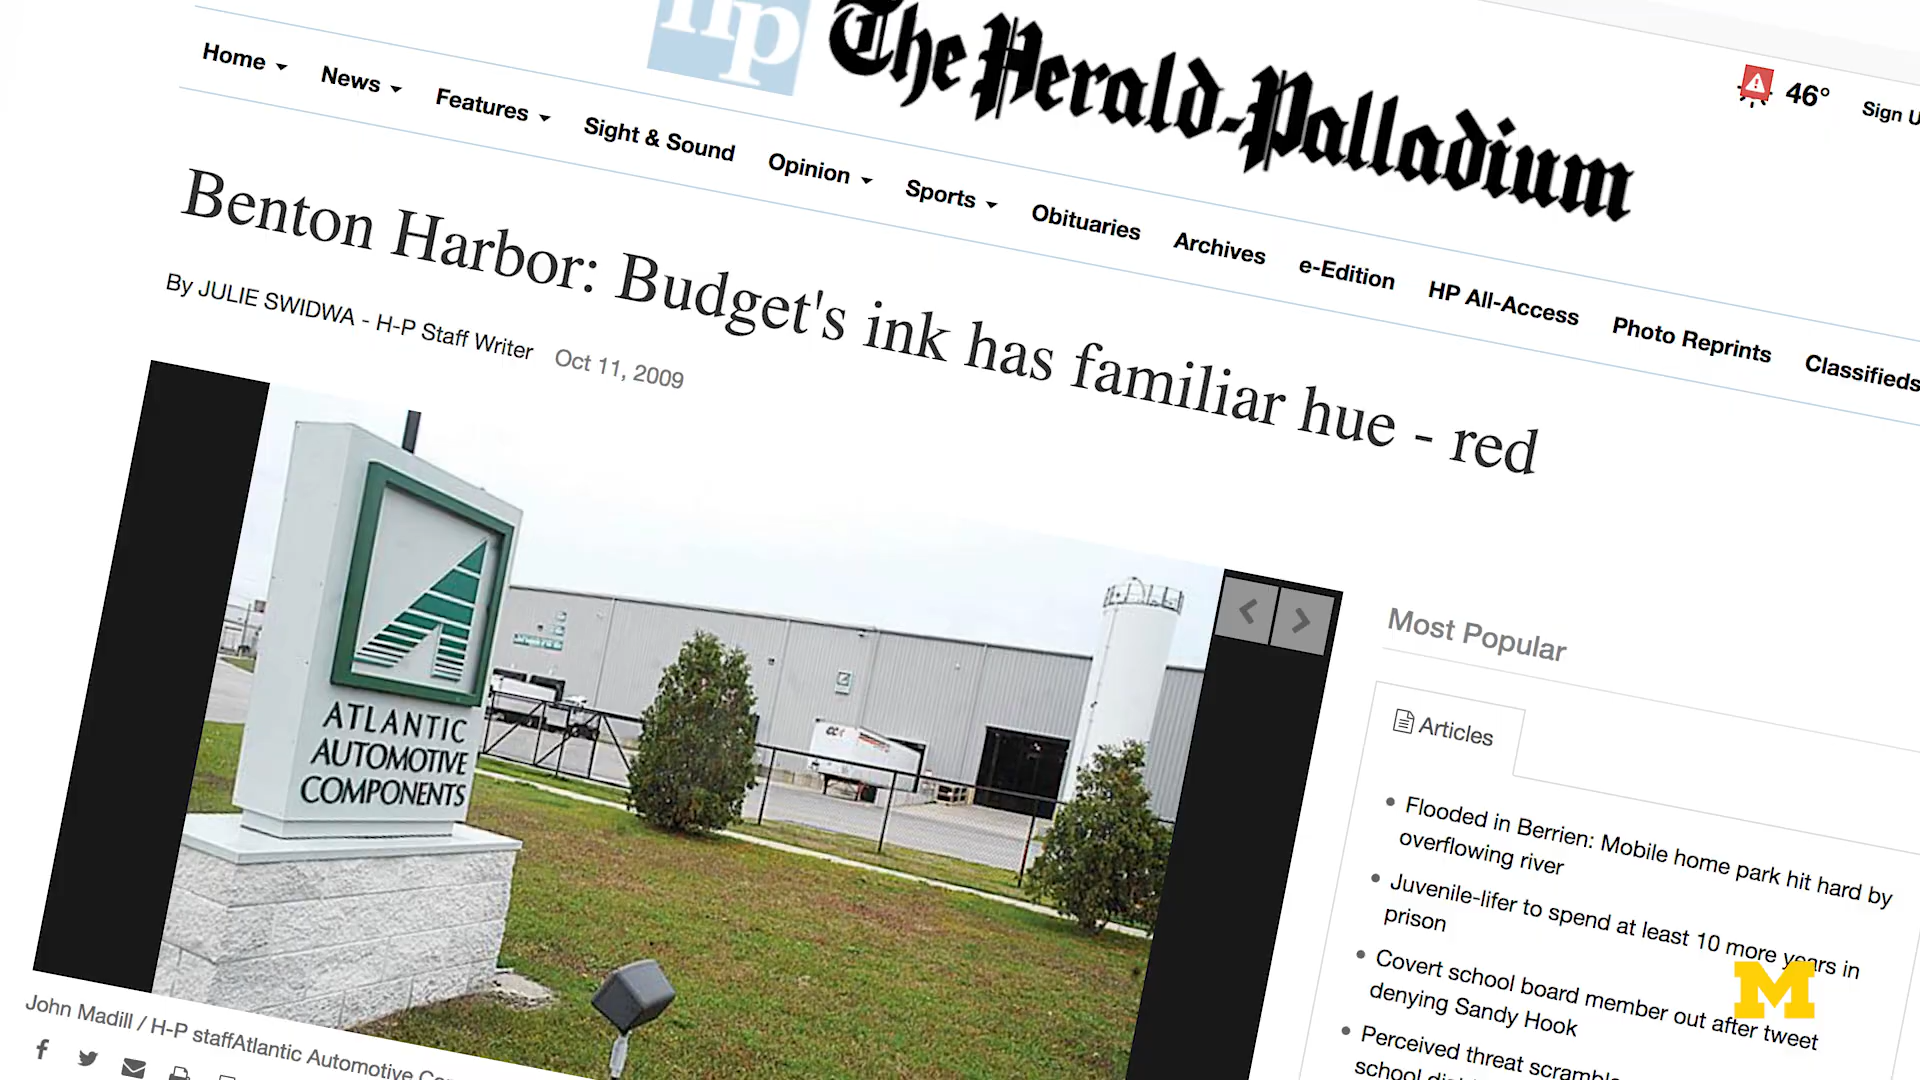 hp
The Herald-Palladium
46°
Sign U
Home
News
Features
Sight & Sound
Opinion
Sports
Obituaries
Archives
e-Edition
HP All-Access
Photo Reprints
Classifieds
Benton Harbor: Budget's ink has familiar hue - red
By JULIE SWIDWA - H-P Staff Writer
Oct 11, 2009
ATLANTIC
AUTOMOTIVE
COMPONENTS
John Madill / H-P staffAtlantic Automotive
Most Popular
Articles
Flooded in Berrien: Mobile home park hit hard by
overflowing river
Juvenile-lifer to spend at least 10 more years in
prison
Covert school board member out after tweet
denying Sandy Hook
Perceived threat
school
M